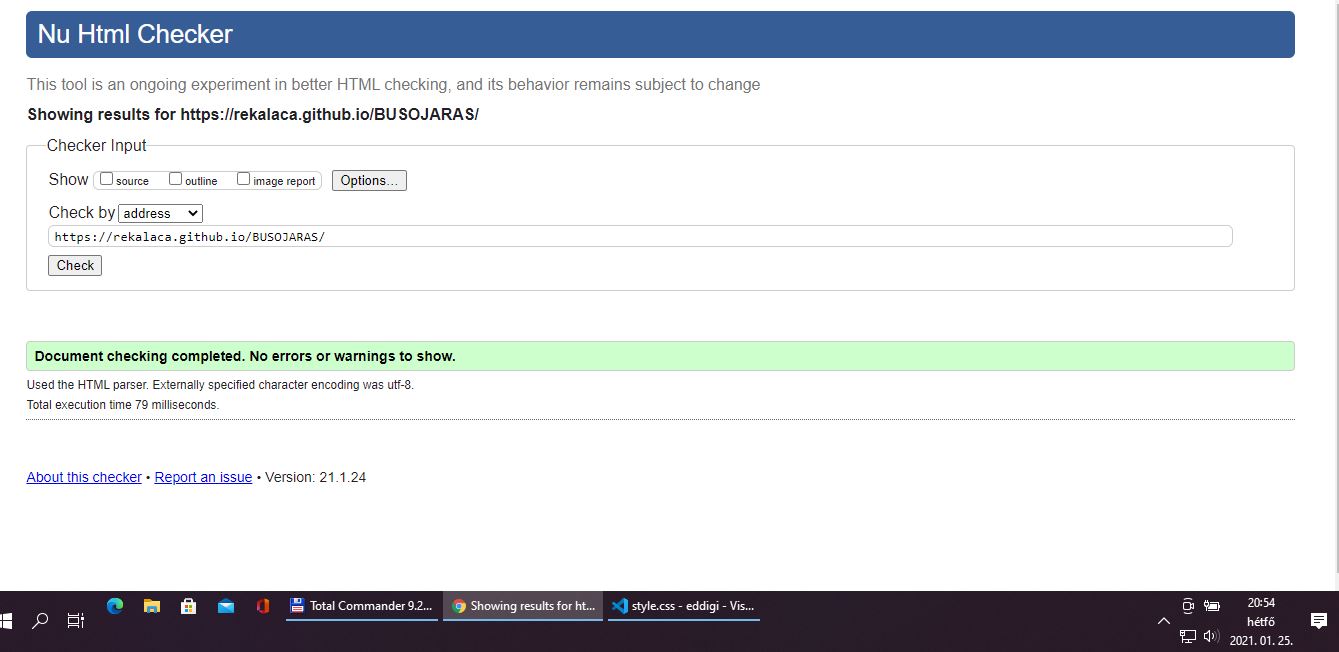 Nu Html Checker
This tool is an ongoing experiment in better HTML checking, and its behavior remains subject to change
Showing results for https://rekalaca.github.io/BUSOJARAS/
Checker Input
Show source outline image report Options...
Check by address
https://rekalaca.github.io/BUSOJARAS/
Check
Document checking completed. No errors or warnings to show.
Used the HTML parser. Externally specified character encoding was utf-8.
Total execution time 79 milliseconds.
About this checker • Report an issue • Version: 21.1.24
Total Commander 9.2... Showing results for ht... style.css - eddigi - Vis...
20:54
hétfő
2021. 01. 25.